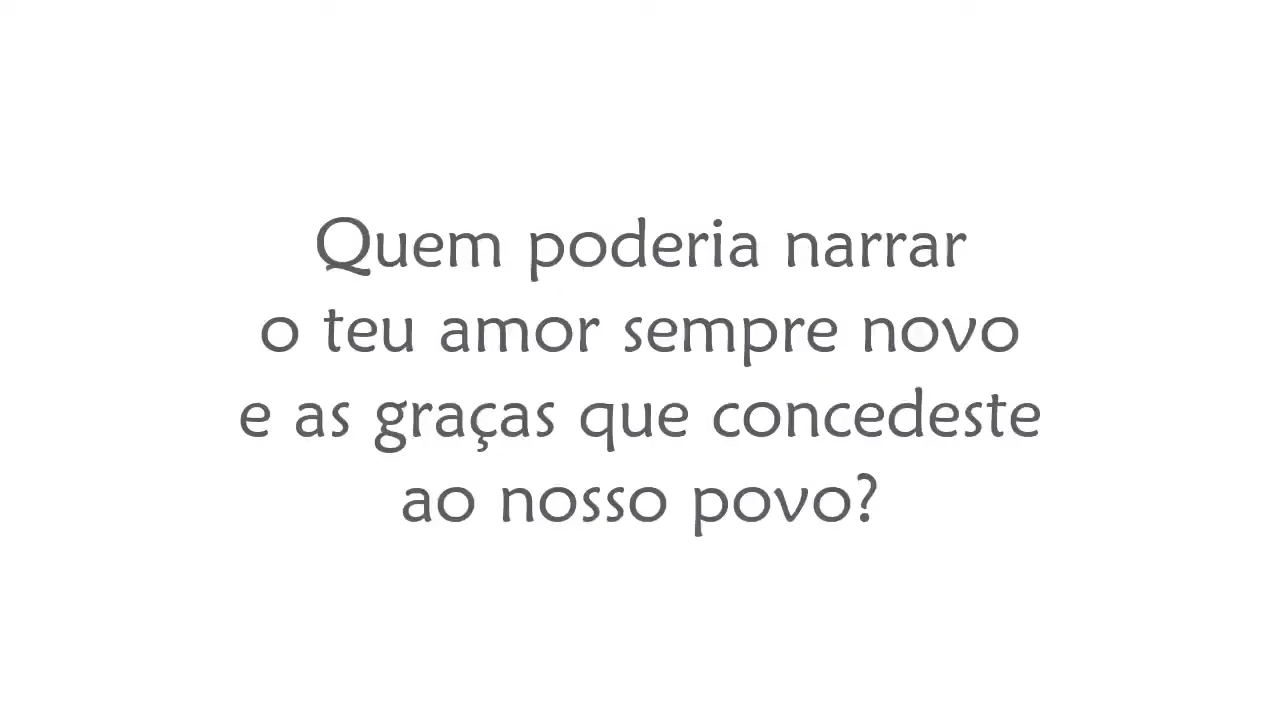 Quem poderia narrar
o teu amor sempre novo
e as graças que concedeste
ao nosso povo?